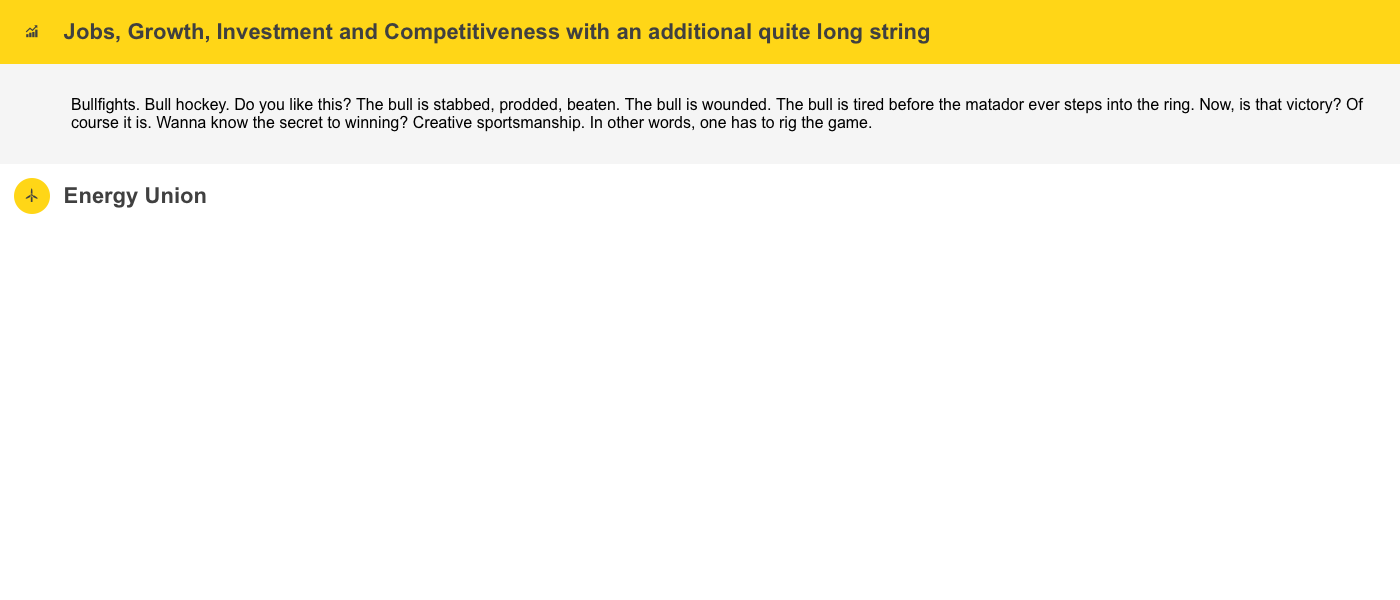 Jobs, Growth, Investment and Competitiveness with an additional quite long string
Bullfights. Bull hockey. Do you like this? The bull is stabbed, prodded, beaten. The bull is wounded. The bull is tired before the matador ever steps into the ring. Now, is that victory? Of
course it is. Wanna know the secret to winning? Creative sportsmanship. In other words, one has to rig the game.
Energy Union